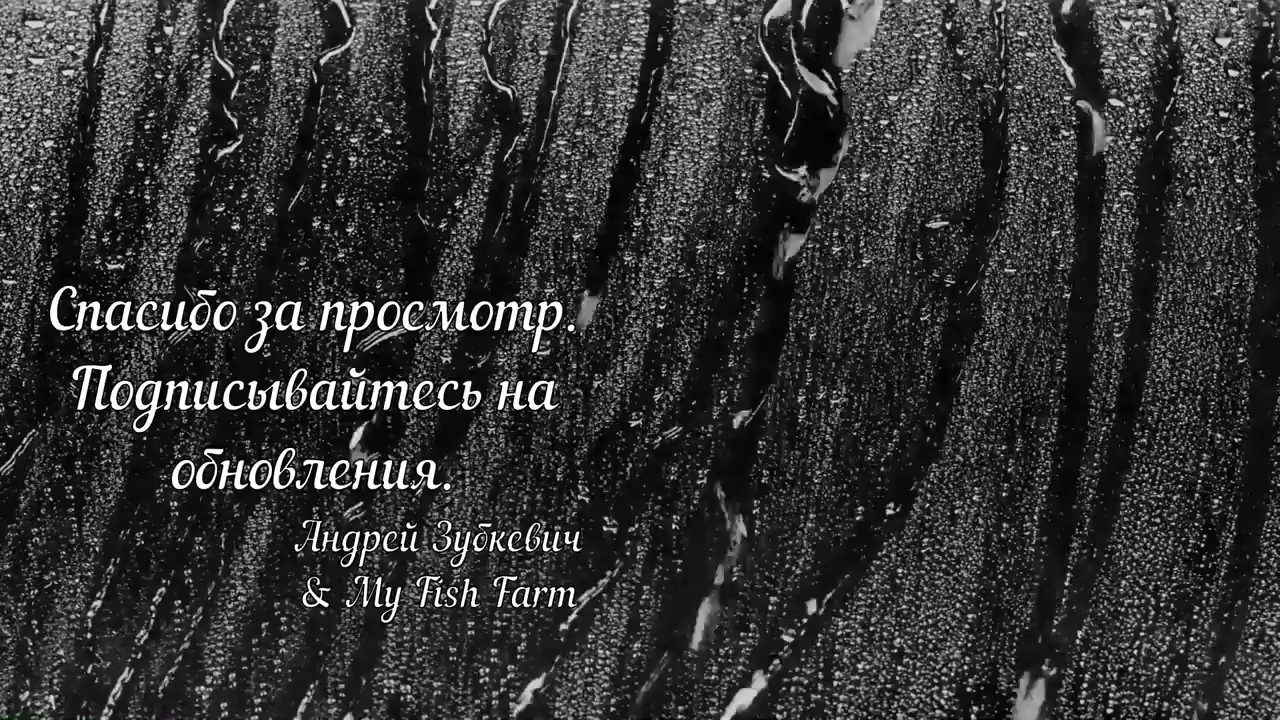 Спасибо за просмотр.
Подписывайтесь на
обновления.
Андрей Зубкевич
& My Fish Farm